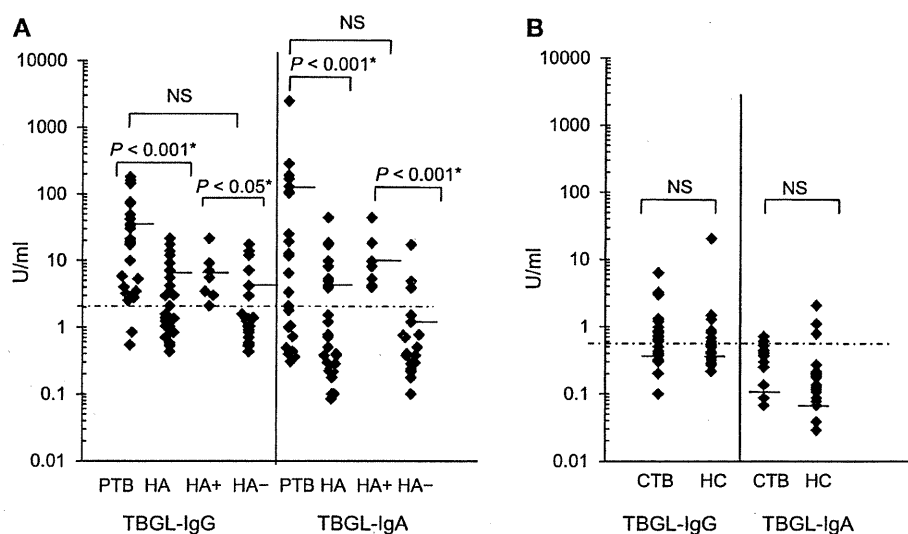 A
NS
NS
P < 0.001*
NS
P < 0.001*
P < 0.05*
P < 0.001*
U/ml
10000
1000
100
10
1
0.1
0.01
PTB HA HA+ HA− PTB HA HA+ HA−
TBGL-IgG TBGL-IgA
B
NS NS
U/ml
10000
1000
100
10
1
0.1
0.01
CTB HC CTB HC
TBGL-IgG TBGL-IgA